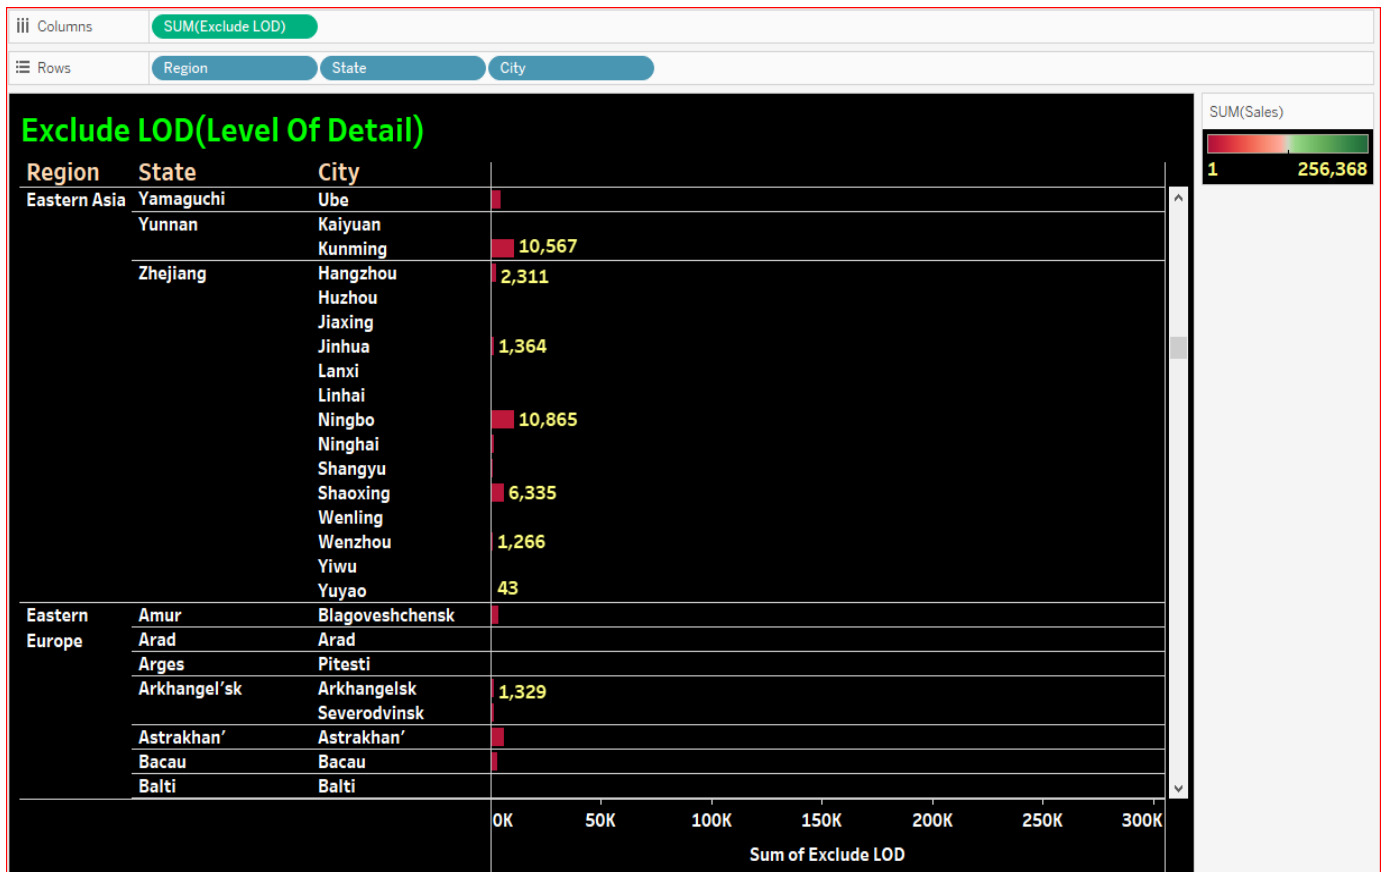 Columns SUM(Exclude LOD)
Rows Region State City
SUM(Sales)
1 256,368
Exclude LOD(Level Of Detail)
Region State City
Eastern Asia Yamaguchi Ube
Yunnan Kaiyuan
Kunming 10,567
Zhejiang Hangzhou 2,311
Huzhou
Jiaxing
Jinhua 1,364
Lanxi
Linhai
Ningbo 10,865
Ninghai
Shangyu
Shaoxing 6,335
Wenling
Wenzhou 1,266
Yiwu
Yuyao 43
Eastern Amur Blagoveshchensk
Europe Arad Arad
Arges Pitesti
Arkhangel’sk Arkhangelsk 1,329
Severodvinsk
Astrakhan’ Astrakhan’
Bacau Bacau
Balti Balti
0K 50K 100K 150K 200K 250K 300K
Sum of Exclude LOD